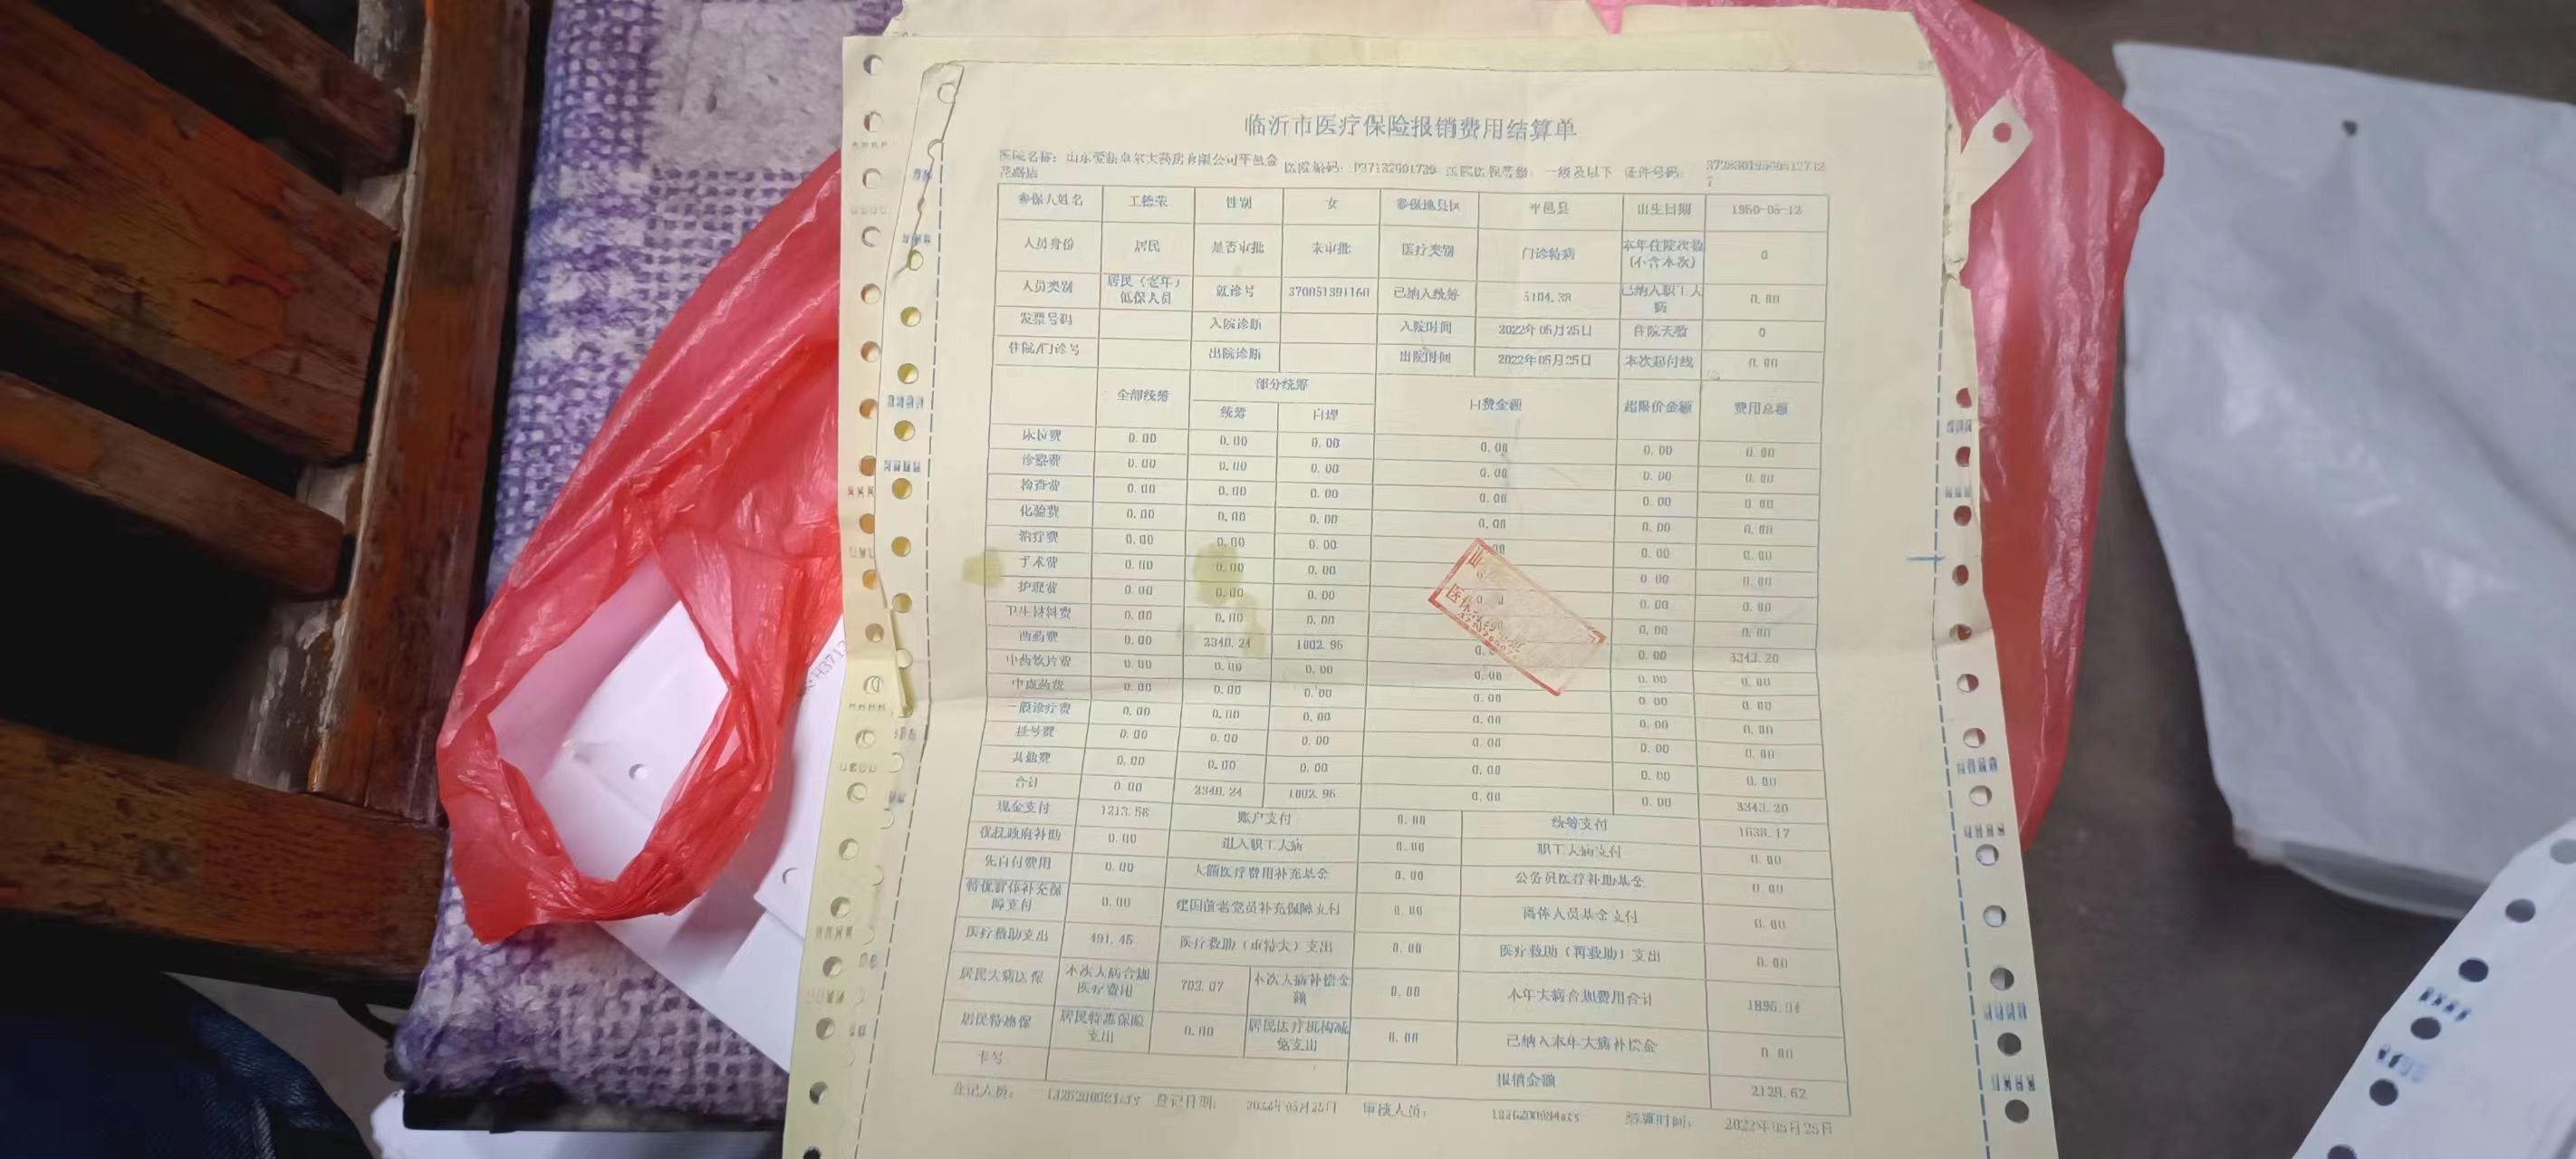 临沂市医疗保险报销费用结算单
医院名称: 山东爱新卓尔大药房有限公司平邑金 医院编码: 医院医保等级: 一级及以下 证件号码:
花路店
参保人姓名 性别 女 参保地县区 平邑县 出生日期
人员身份 居民 是否审批 未审批 医疗类别 门诊特病 本年住院次数(不含本次) 0
人员类别 居民（老年）低保人员 就诊号 已纳入统筹 5104.38 已纳入职工大病 0.00
发票号码 入院诊断 入院时间 2022年05月25日 住院天数 0
住院/门诊号 出院诊断 出院时间 2022年05月25日 本次起付线 0.00
全部统筹 部分统筹 自费金额 超限价金额 费用总额
统筹 自理
床位费 0.00 0.00 0.00 0.00 0.00 0.00
诊察费 0.00 0.00 0.00 0.00 0.00 0.00
检查费 0.00 0.00 0.00 0.00 0.00 0.00
化验费 0.00 0.00 0.00 0.00 0.00 0.00
治疗费 0.00 0.00 0.00 0.00 0.00
手术费 0.00 0.00 0.00 0.00 0.00
护理费 0.00 0.00 0.00 0.00 0.00
卫生材料费 0.00 0.00 0.00 0.00 0.00
西药费 0.00 2340.24 1002.96 0.00 3343.20
中药饮片费 0.00 0.00 0.00 0.00 0.00 0.00
中成药费 0.00 0.00 0.00 0.00 0.00 0.00
一般诊疗费 0.00 0.00 0.00 0.00 0.00 0.00
挂号费 0.00 0.00 0.00 0.00 0.00 0.00
其他费 0.00 0.00 0.00 0.00 0.00 0.00
合计 0.00 2340.24 1002.96 0.00 0.00 3343.20
现金支付 1213.58 账户支付 0.00 统筹支付 1638.17
优抚政府补助 0.00 进入职工大病 0.00 职工大病支付 0.00
先自付费用 0.00 大额医疗费用补充基金 0.00 公务员医疗补助基金 0.00
特优群体补充保障支付 0.00 建国前老党员补充保障支付 0.00 离休人员基金支付 0.00
医疗救助支出 491.45 医疗救助（重特大）支出 0.00 医疗救助（再救助）支出 0.00
居民大病医保 本次大病合规医疗费用 702.07 本次大病补偿金额 0.00 本年大病合规费用合计
居民特惠保 居民特惠保险支出 0.00 居民医疗机构减免支出 0.00 已纳入本年大病补偿金 0.00
卡号 报销金额 2129.62
登记人员: 登记日期: 2022年05月25日 审核人员: 结算时间: 2022年05月25日